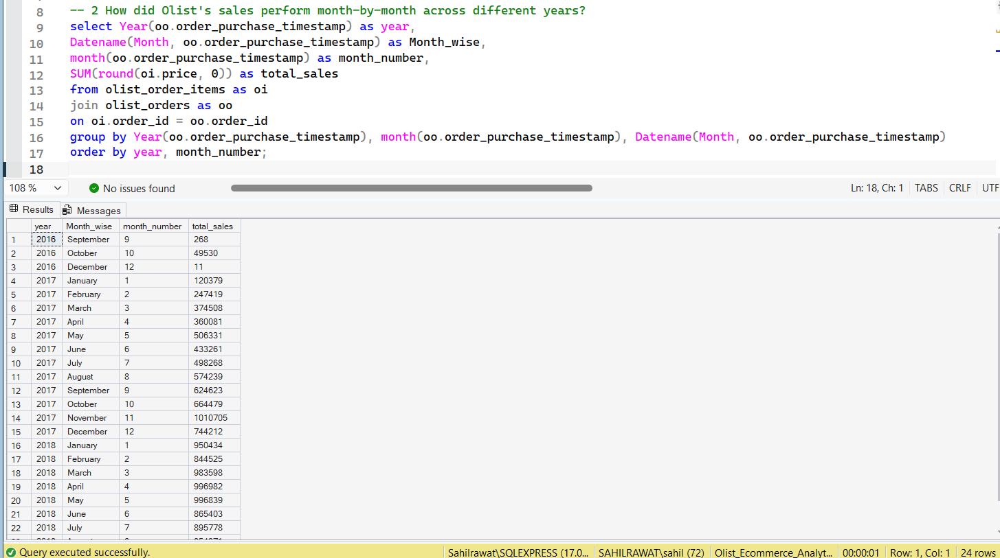 8 -- 2 How did Olist's sales perform month-by-month across different years?
9 select Year(oo.order_purchase_timestamp) as year,
10 Datename(Month, oo.order_purchase_timestamp) as Month_wise,
11 month(oo.order_purchase_timestamp) as month_number,
12 SUM(round(oi.price, 0)) as total_sales
13 from olist_order_items as oi
14 join olist_orders as oo
15 on oi.order_id = oo.order_id
16 group by Year(oo.order_purchase_timestamp), month(oo.order_purchase_timestamp), Datename(Month, oo.order_purchase_timestamp)
17 order by year, month_number;
18
108 % No issues found Ln: 18, Ch: 1 TABS CRLF UTF
Results Messages
year Month_wise month_number total_sales
1 2016 September 9 268
2 2016 October 10 49530
3 2016 December 12 11
4 2017 January 1 120379
5 2017 February 2 247419
6 2017 March 3 374508
7 2017 April 4 360081
8 2017 May 5 506331
9 2017 June 6 433261
10 2017 July 7 498268
11 2017 August 8 574239
12 2017 September 9 624623
13 2017 October 10 664479
14 2017 November 11 1010705
15 2017 December 12 744212
16 2018 January 1 950434
17 2018 February 2 844525
18 2018 March 3 983598
19 2018 April 4 996982
20 2018 May 5 996839
21 2018 June 6 865403
22 2018 July 7 895778
Query executed successfully. Sahilrawat\SQLEXPRESS (17.0... SAHILRAWAT\sahil (72) Olist_Ecommerce_Analyt... 00:00:01 Row: 1, Col: 1 24 rows